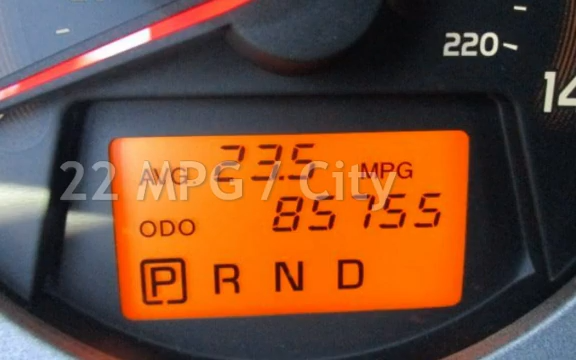 220
14
AVG. 23.5 MPG
22 MPG / City
ODO 85755
P R N D